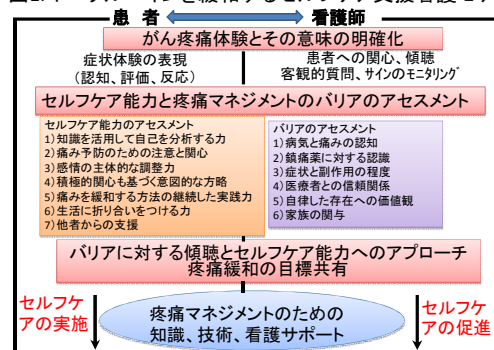 患 者
看護師
がん疼痛体験とその意味の明確化
症状体験の表現
(認知、評価、反応)
患者への関心、傾聴
客観的質問、サインのモニタリング
セルフケア能力と疼痛マネジメントのバリアのアセスメント
セルフケア能力のアセスメント
1)知識を活用して自己を分析する力
2)痛み予防のための注意と関心
3)感情の主体的な調整力
4)積極的関心も基づく意図的な方略
5)痛みを緩和する方法の継続した実践力
6)生活に折り合いをつける力
7)他者からの支援
バリアのアセスメント
1)病気と痛みの認知
2)鎮痛薬に対する認識
3)症状と副作用の程度
4)医療者との信頼関係
5)自律した存在への価値観
6)家族の関与
バリアに対する傾聴とセルフケア能力へのアプローチ
疼痛緩和の目標共有
セルフケ
アの実施
疼痛マネジメントのための
知識、技術、看護サポート
セルフケ
アの促進